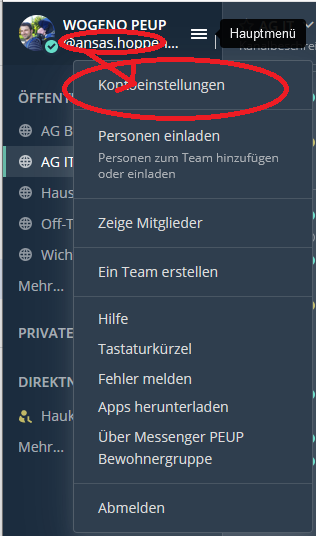 WOGENO PEUP
@ansas.hoppe...
Hauptmenü
AG IT
Kontoeinstellungen
ÖFFENT
AG B
Personen einladen
Personen zum Team hinzufügen
oder einladen
AG IT
Haus
Off-T
Zeige Mitglieder
Wich
Ein Team erstellen
Mehr...
Hilfe
PRIVATE
Tastaturkürzel
DIREKTN
Fehler melden
Hauk
Apps herunterladen
Mehr...
Über Messenger PEUP
Bewohnergruppe
Abmelden